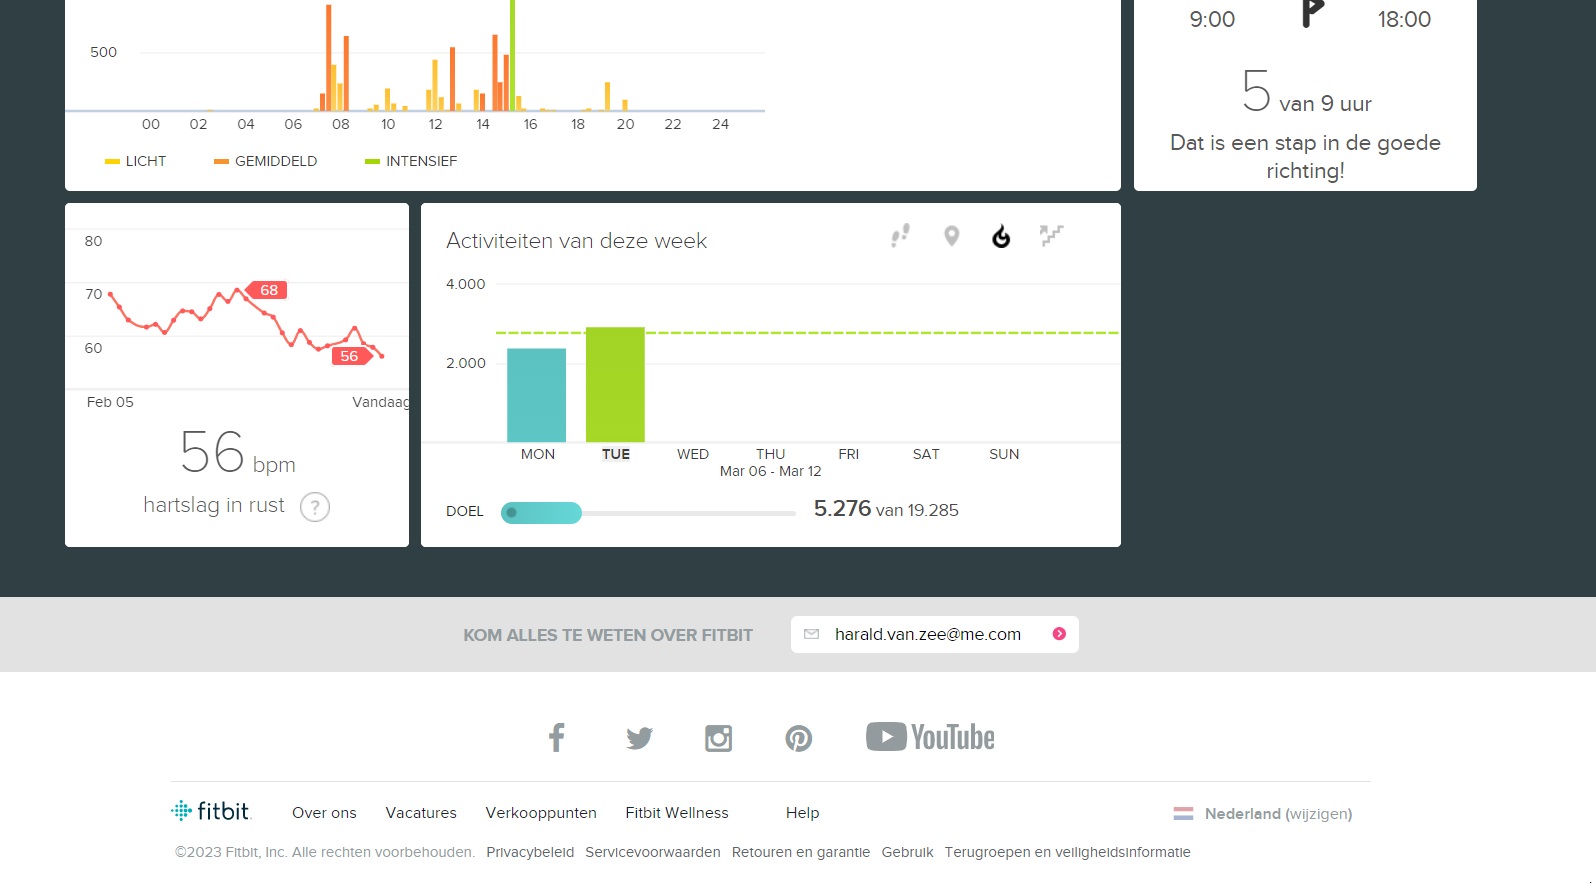 500
00 02 04 06 08 10 12 14 16 18 20 22 24
LICHT GEMIDDELD INTENSIEF
9:00 18:00
5 van 9 uur
Dat is een stap in de goede
richting!
80
70
60
68
56
Feb 05 Vandaag
56 bpm
hartslag in rust ?
Activiteiten van deze week
4.000
2.000
MON TUE WED THU FRI SAT SUN
Mar 06 - Mar 12
DOEL 5.276 van 19.285
KOM ALLES TE WETEN OVER FITBIT harald.van.zee@me.com
YouTube
fitbit Over ons Vacatures Verkooppunten Fitbit Wellness Help Nederland (wijzigen)
©2023 Fitbit, Inc. Alle rechten voorbehouden. Privacybeleid Servicevoorwaarden Retouren en garantie Gebruik Terugroepen en veiligheidsinformatie